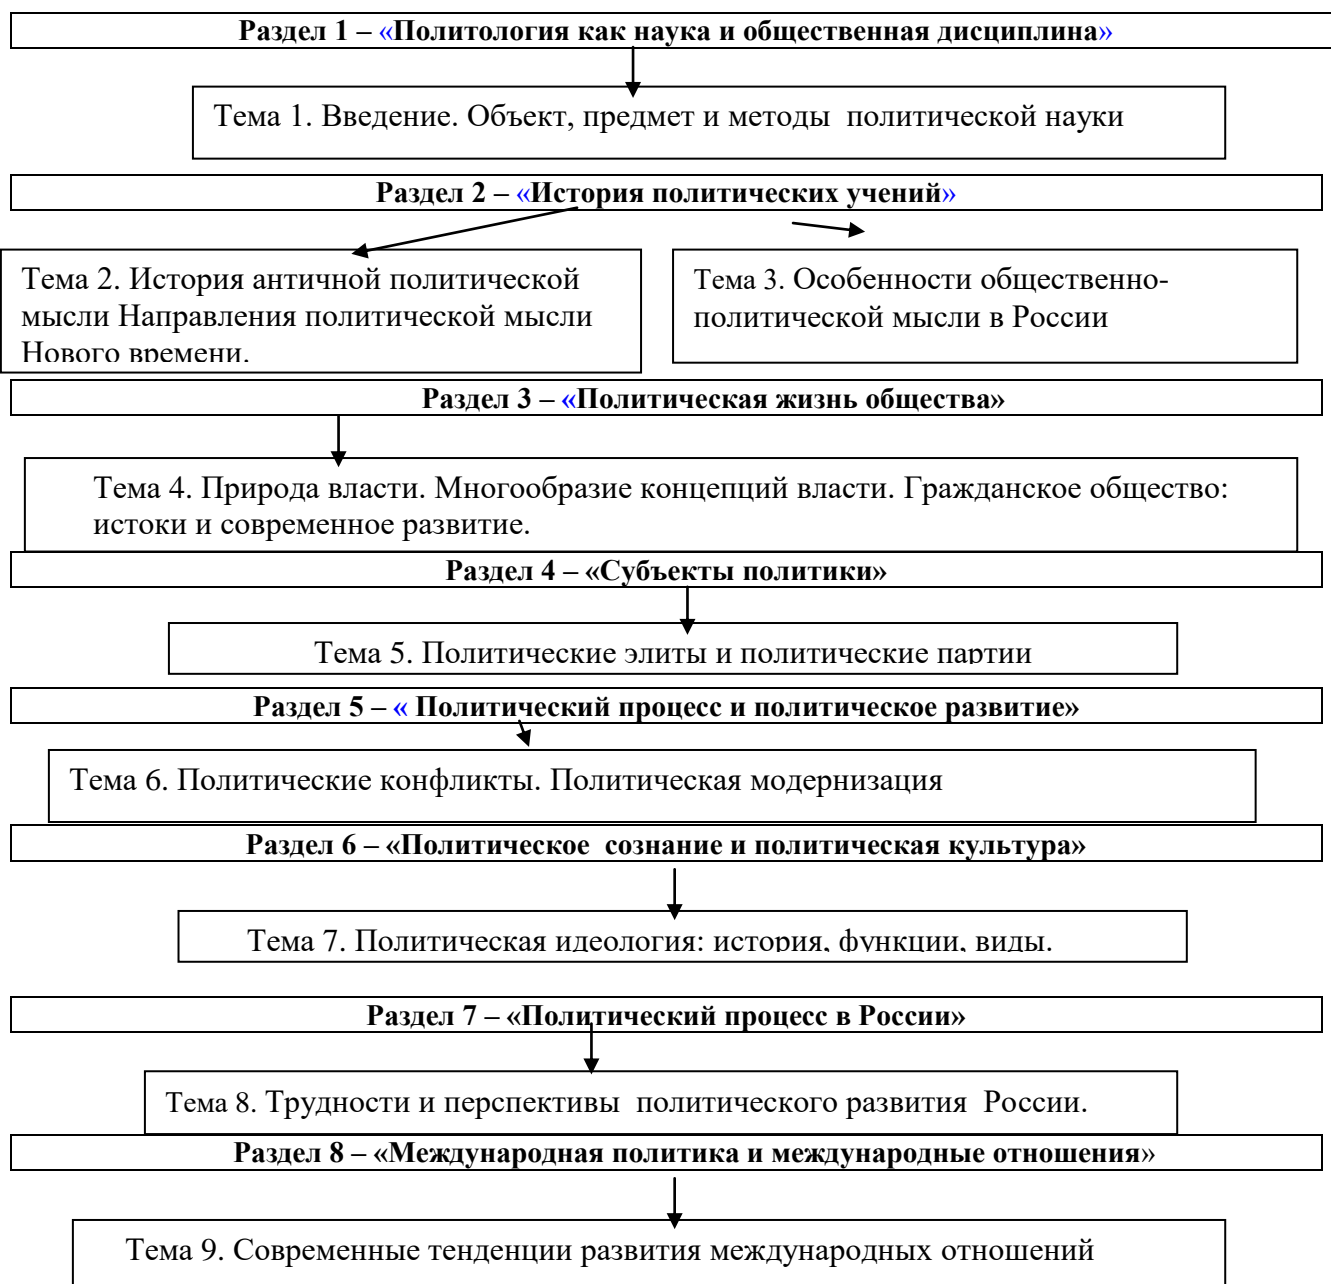 Раздел 1 – «Политология как наука и общественная дисциплина»
Тема 1. Введение. Объект, предмет и методы  политической науки
Раздел 2 – «История политических учений»
Тема 2. История античной политической
мысли Направления политической мысли
Нового времени.
Тема 3. Особенности общественно-
политической мысли в России
Раздел 3 – «Политическая жизнь общества»
Тема 4. Природа власти. Многообразие концепций власти. Гражданское общество:
истоки и современное развитие.
Раздел 4 – «Субъекты политики»
Тема 5. Политические элиты и политические партии
Раздел 5 – « Политический процесс и политическое развитие»
Тема 6. Политические конфликты. Политическая модернизация
Раздел 6 – «Политическое  сознание и политическая культура»
Тема 7. Политическая идеология: история, функции, виды.
Раздел 7 – «Политический процесс в России»
Тема 8. Трудности и перспективы  политического развития  России.
Раздел 8 – «Международная политика и международные отношения»
Тема 9. Современные тенденции развития международных отношений